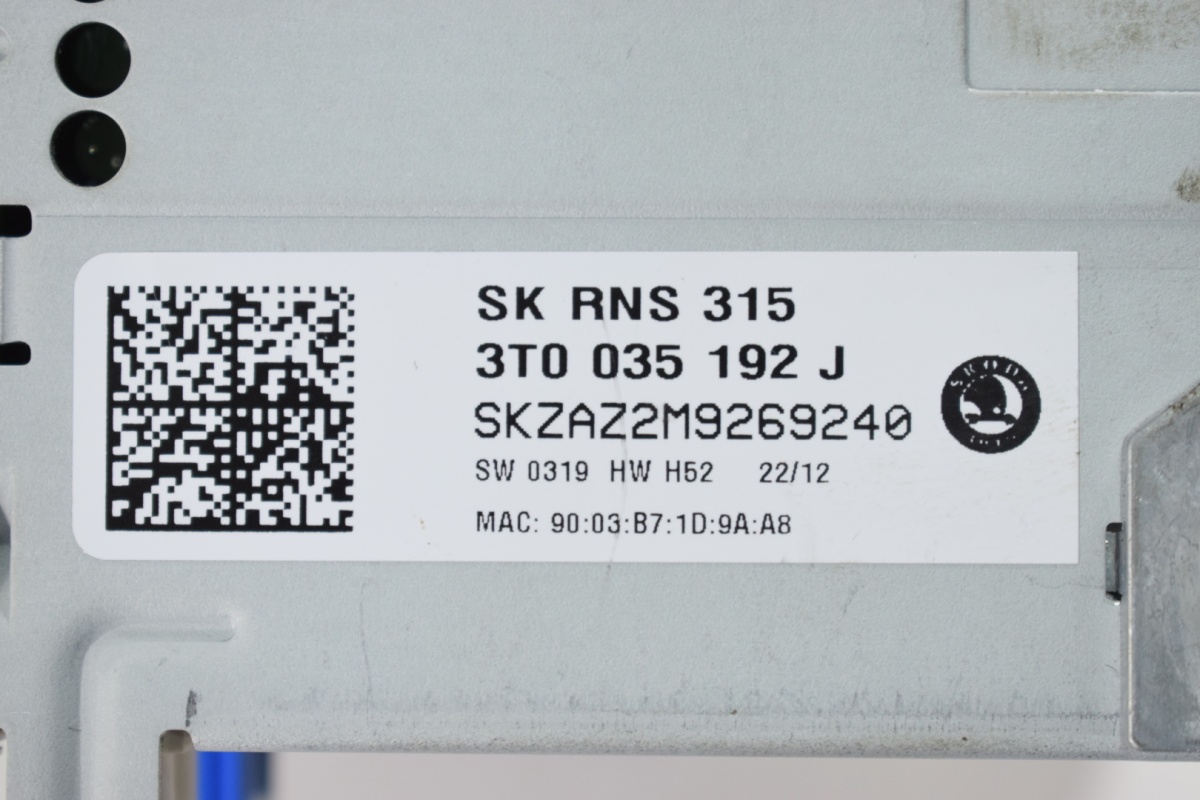 SK RNS 315
3T0 035 192 J
SKZAZ2M9269240
SW 0319 HW H52 22/12
MAC: 90:03:B7:1D:9A:A8
SKODA